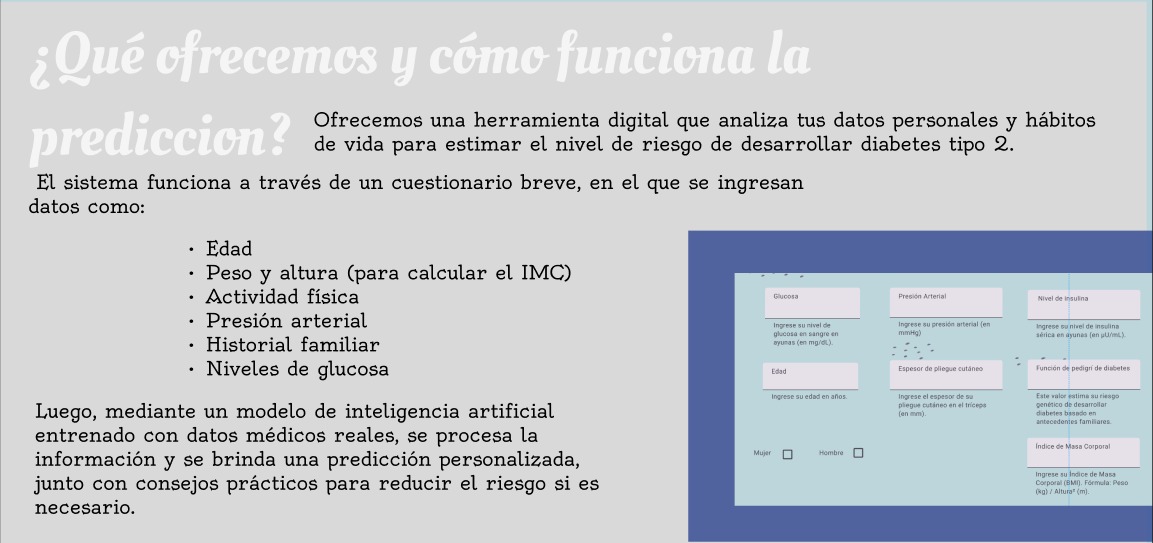 ¿Qué ofrecemos y cómo funciona la
prediccion?
Ofrecemos una herramienta digital que analiza tus datos personales y hábitos
de vida para estimar el nivel de riesgo de desarrollar diabetes tipo 2.
El sistema funciona a través de un cuestionario breve, en el que se ingresan
datos como:
• Edad
• Peso y altura (para calcular el IMC)
• Actividad física
• Presión arterial
• Historial familiar
• Niveles de glucosa
Luego, mediante un modelo de inteligencia artificial
entrenado con datos médicos reales, se procesa la
información y se brinda una predicción personalizada,
junto con consejos prácticos para reducir el riesgo si es
necesario.
Glucosa
Ingrese su nivel de
glucosa en sangre en
ayunas (en mg/dL).
Presión Arterial
Ingrese su presión arterial (en
mmHg)
Nivel de insulina
Ingrese su nivel de insulina
sérica en ayunas (en μU/mL).
Edad
Ingrese su edad en años.
Espesor de pliegue cutáneo
Ingrese el espesor de su
pliegue cutáneo en el tríceps
(en mm).
Función de pedigrí de diabetes
Este valor estima su riesgo
genético de desarrollar
diabetes basado en
antecedentes familiares.
Mujer
Hombre
Índice de Masa Corporal
Ingrese su Índice de Masa
Corporal (BMI). Fórmula: Peso
(kg) / Altura² (m).